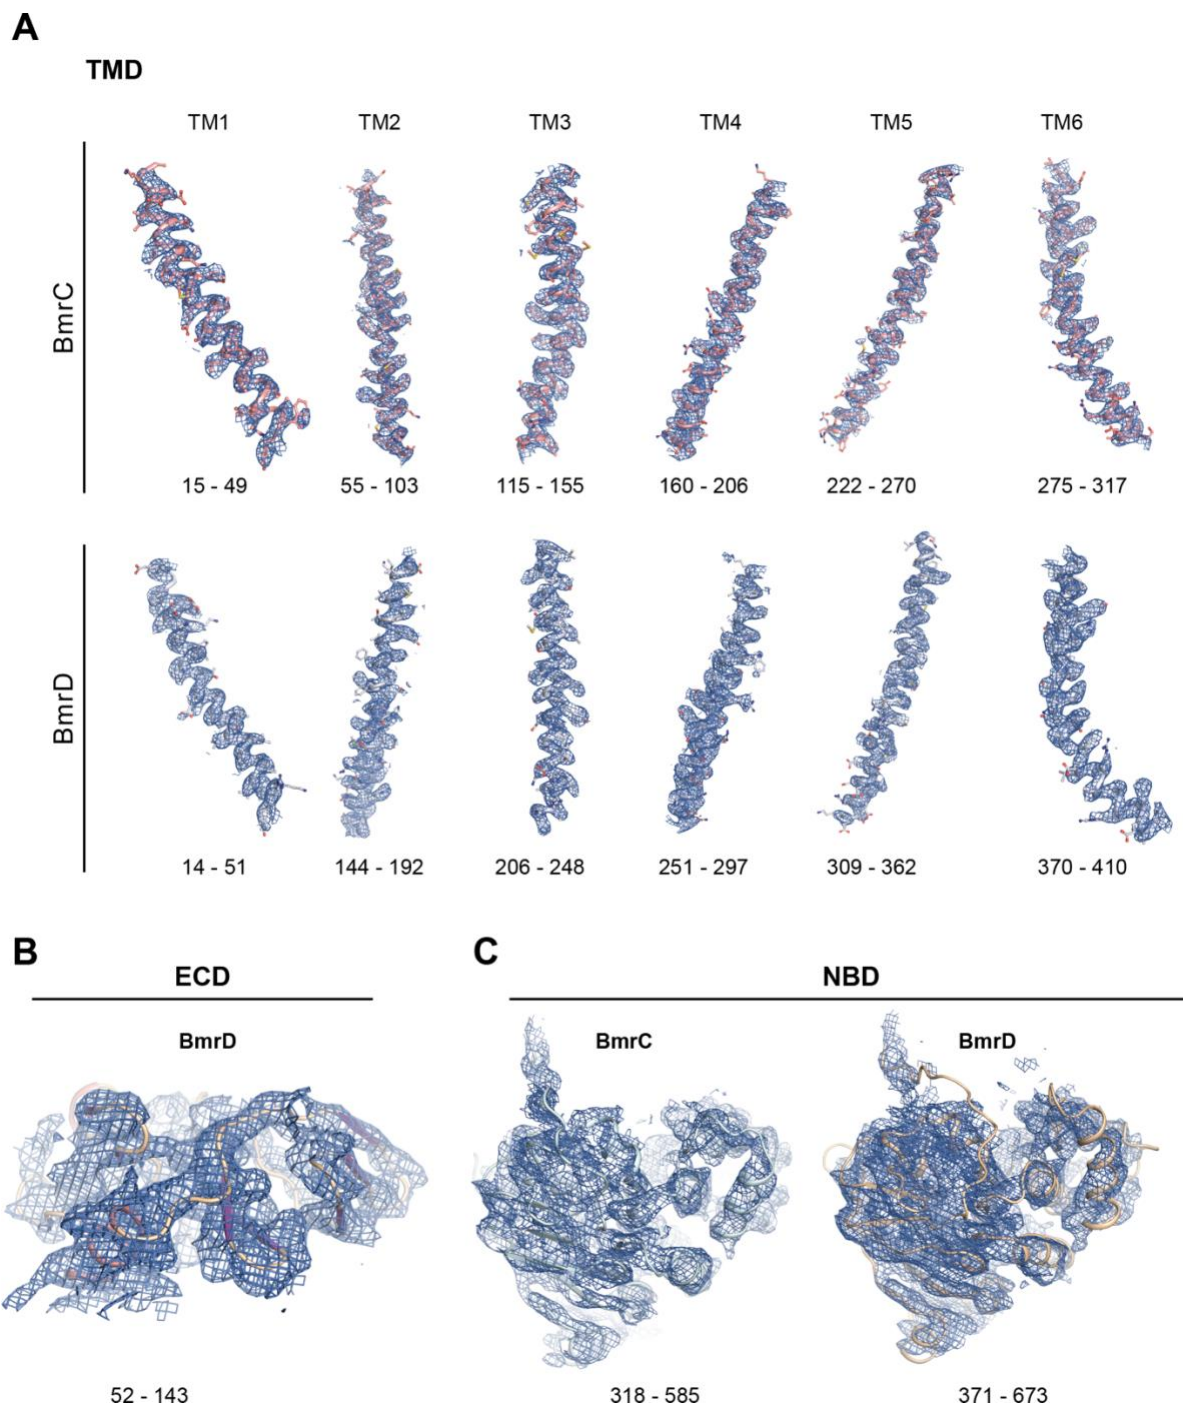 A
TMD
TM1 TM2 TM3 TM4 TM5 TM6
BmrC
15 - 49 55 - 103 115 - 155 160 - 206 222 - 270 275 - 317
BmrD
14 - 51 144 - 192 206 - 248 251 - 297 309 - 362 370 - 410
B
ECD
BmrD
52 - 143
C
NBD
BmrC BmrD
318 - 585 371 - 673